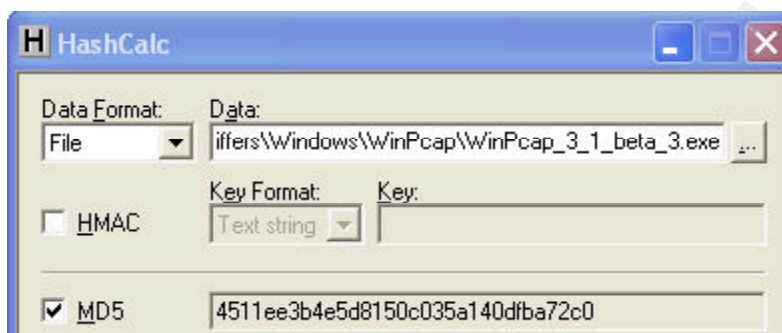 HashCalc
Data Format: Data:
File iffers\Windows\WinPcap\WinPcap_3_1_beta_3.exe ...
Key Format: Key:
HMAC Text string
MD5 4511ee3b4e5d8150c035a140dfba72c0